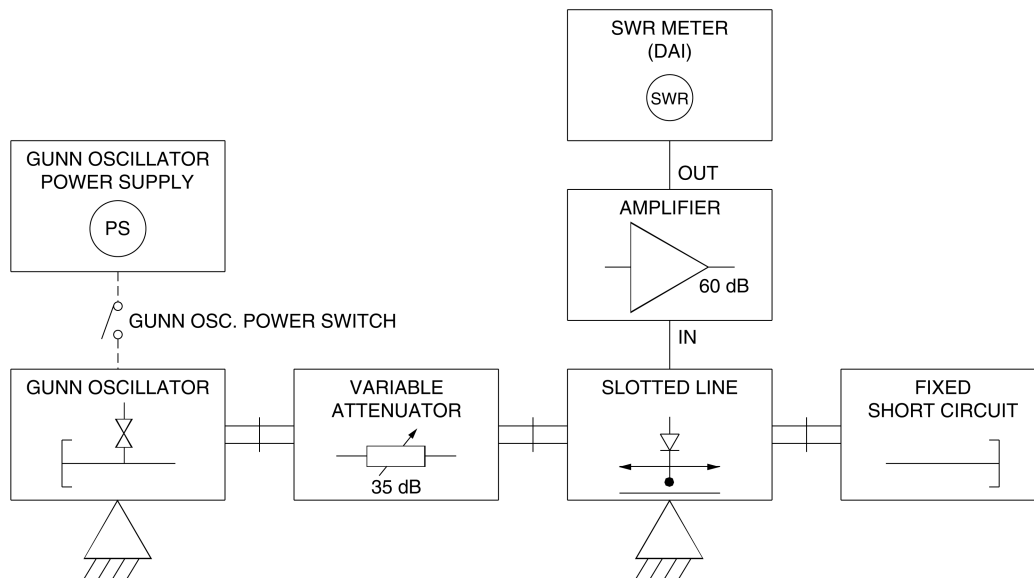 SWR METER
(DAI)
SWR
GUNN OSCILLATOR
POWER SUPPLY
PS
OUT
AMPLIFIER
60 dB
GUNN OSC. POWER SWITCH
IN
GUNN OSCILLATOR
VARIABLE
ATTENUATOR
35 dB
SLOTTED LINE
FIXED
SHORT CIRCUIT